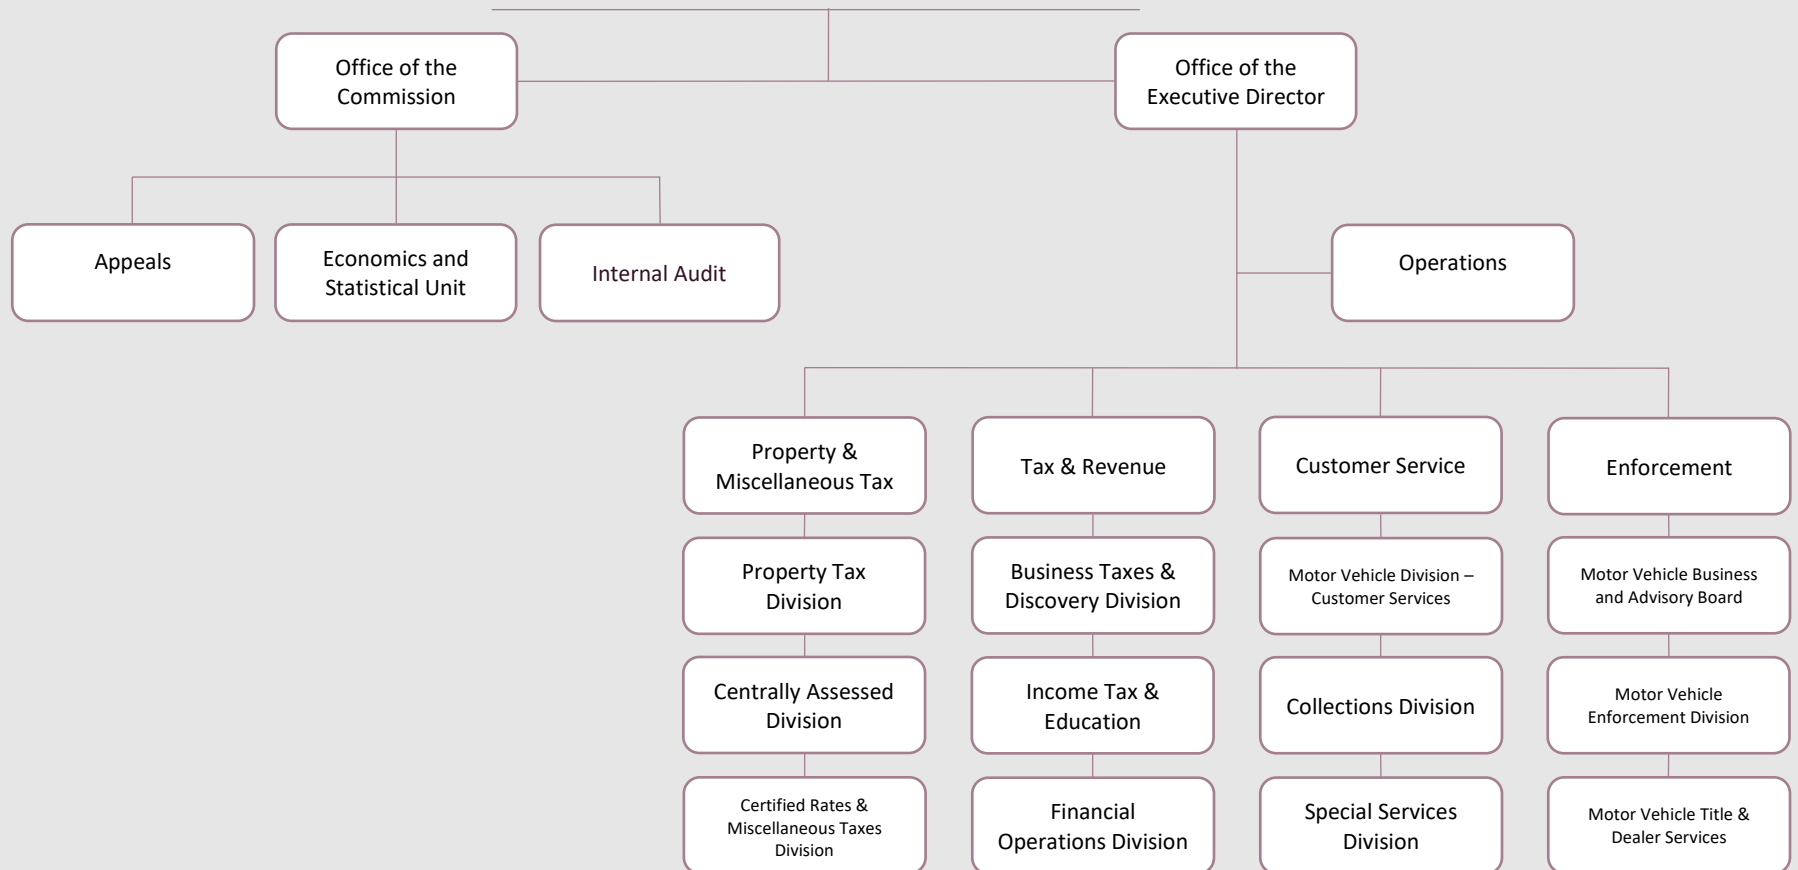 Office of the
Commission
Office of the
Executive Director
Appeals
Economics and
Statistical Unit
Internal Audit
Operations
Property &
Miscellaneous Tax
Tax & Revenue
Customer Service
Enforcement
Property Tax
Division
Business Taxes &
Discovery Division
Motor Vehicle Division –
Customer Services
Motor Vehicle Business
and Advisory Board
Centrally Assessed
Division
Income Tax &
Education
Collections Division
Motor Vehicle
Enforcement Division
Certified Rates &
Miscellaneous Taxes
Division
Financial
Operations Division
Special Services
Division
Motor Vehicle Title &
Dealer Services